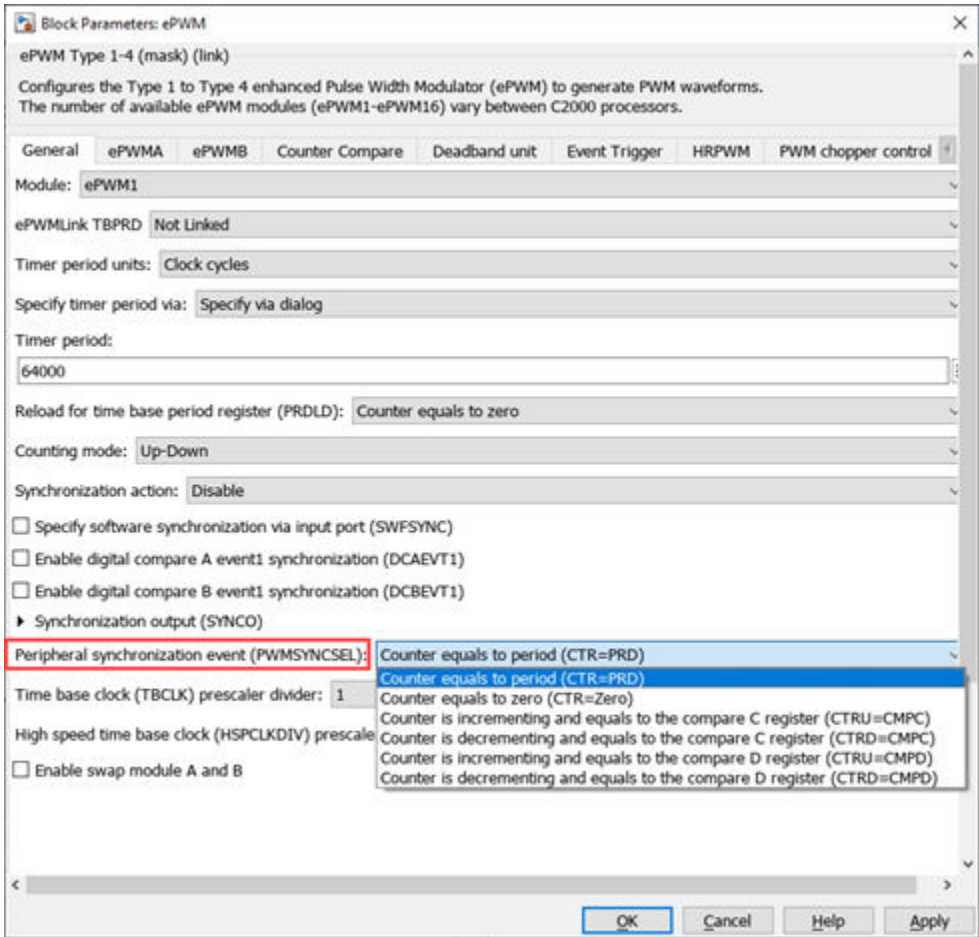 Block Parameters: ePWM
ePWM Type 1-4 (mask) (link)
Configures the Type 1 to Type 4 enhanced Pulse Width Modulator (ePWM) to generate PWM waveforms.
The number of available ePWM modules (ePWM1-ePWM16) vary between C2000 processors.
General ePWMA ePWMB Counter Compare Deadband unit Event Trigger HRPWM PWM chopper control
Module: ePWM1
ePWMLink TBPRD Not Linked
Timer period units: Clock cycles
Specify timer period via: Specify via dialog
Timer period:
64000
Reload for time base period register (PRDLD): Counter equals to zero
Counting mode: Up-Down
Synchronization action: Disable
Specify software synchronization via input port (SWFSYNC)
Enable digital compare A event1 synchronization (DCAEVT1)
Enable digital compare B event1 synchronization (DCBEVT1)
Synchronization output (SYNCO)
Peripheral synchronization event (PWMSYNCSEL): Counter equals to period (CTR=PRD)
Counter equals to period (CTR=PRD)
Time base clock (TBCLK) prescaler divider: 1 Counter equals to zero (CTR=Zero)
Counter is incrementing and equals to the compare C register (CTRU=CMPC)
High speed time base clock (HSPCLKDIV) prescale Counter is decrementing and equals to the compare C register (CTRD=CMPC)
Counter is incrementing and equals to the compare D register (CTRU=CMPD)
Enable swap module A and B Counter is decrementing and equals to the compare D register (CTRD=CMPD)
OK Cancel Help Apply